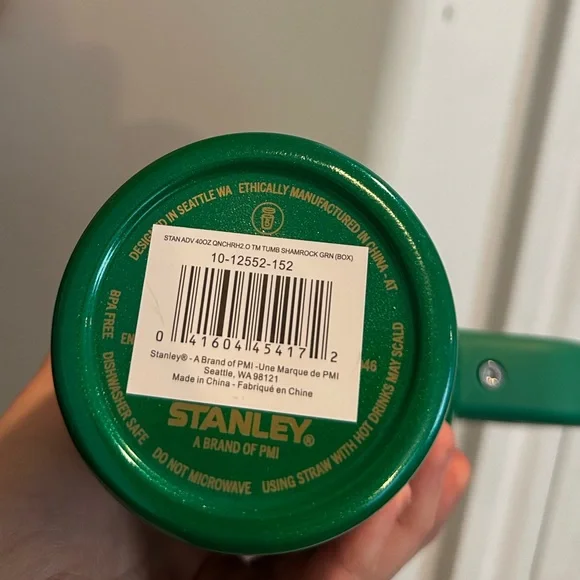 DESIGNED IN SEATTLE WA ETHICALLY MANUFACTURED IN CHINA · AT
STAN ADV 40OZ QNCHRH2.O TM TUMB SHAMROCK GRN (BOX)
10-12552-152
0 41604 45417 2
Stanley® - A Brand of PMI -Une Marque de PMI
Seattle, WA 98121
Made in China - Fabriqué en Chine
EN
46
STANLEY®
A BRAND OF PMI
BPA FREE DISHWASHER SAFE DO NOT MICROWAVE USING STRAW WITH HOT DRINKS MAY SCALD